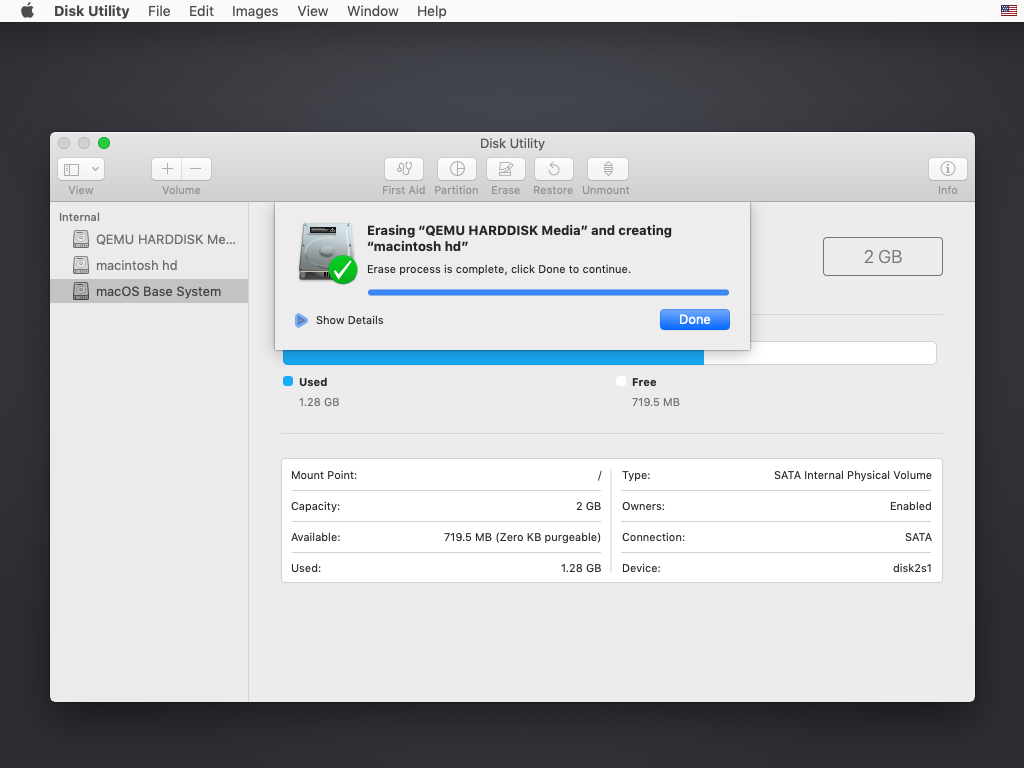 Disk Utility File Edit Images View Window Help
Disk Utility
View Volume First Aid Partition Erase Restore Unmount Info
Internal
QEMU HARDDISK Me...
macintosh hd
macOS Base System
Erasing “QEMU HARDDISK Media” and creating
“macintosh hd”
Erase process is complete, click Done to continue.
Show Details Done
2 GB
Used Free
1.28 GB 719.5 MB
Mount Point: / Type: SATA Internal Physical Volume
Capacity: 2 GB Owners: Enabled
Available: 719.5 MB (Zero KB purgeable) Connection: SATA
Used: 1.28 GB Device: disk2s1